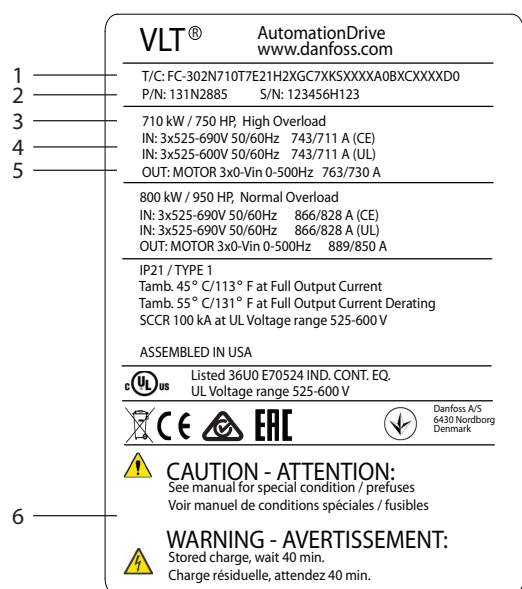 VLT® AutomationDrive
www.danfoss.com
1
T/C: FC-302N710T7E21H2XGC7XKSXXXXA0BXCXXXXD0
2
P/N: 131N2885 S/N: 123456H123
3
710 kW / 750 HP, High Overload
4
IN: 3x525-690V 50/60Hz 743/711 A (CE)
IN: 3x525-600V 50/60Hz 743/711 A (UL)
5
OUT: MOTOR 3x0-Vin 0-500Hz 763/730 A
800 kW / 950 HP, Normal Overload
IN: 3x525-690V 50/60Hz 866/828 A (CE)
IN: 3x525-690V 50/60Hz 866/828 A (UL)
OUT: MOTOR 3x0-Vin 0-500Hz 889/850 A
IP21 / TYPE 1
Tamb. 45° C/113° F at Full Output Current
Tamb. 55° C/131° F at Full Output Current Derating
SCCR 100 kA at UL Voltage range 525-600 V
ASSEMBLED IN USA
c UL us Listed 36U0 E70524 IND. CONT. EQ.
UL Voltage range 525-600 V
CE EAC
Danfoss A/S
6430 Nordborg
Denmark
CAUTION - ATTENTION:
See manual for special condition / prefuses
Voir manuel de conditions spéciales / fusibles
6
WARNING - AVERTISSEMENT:
Stored charge, wait 40 min.
Charge résiduelle, attendez 40 min.